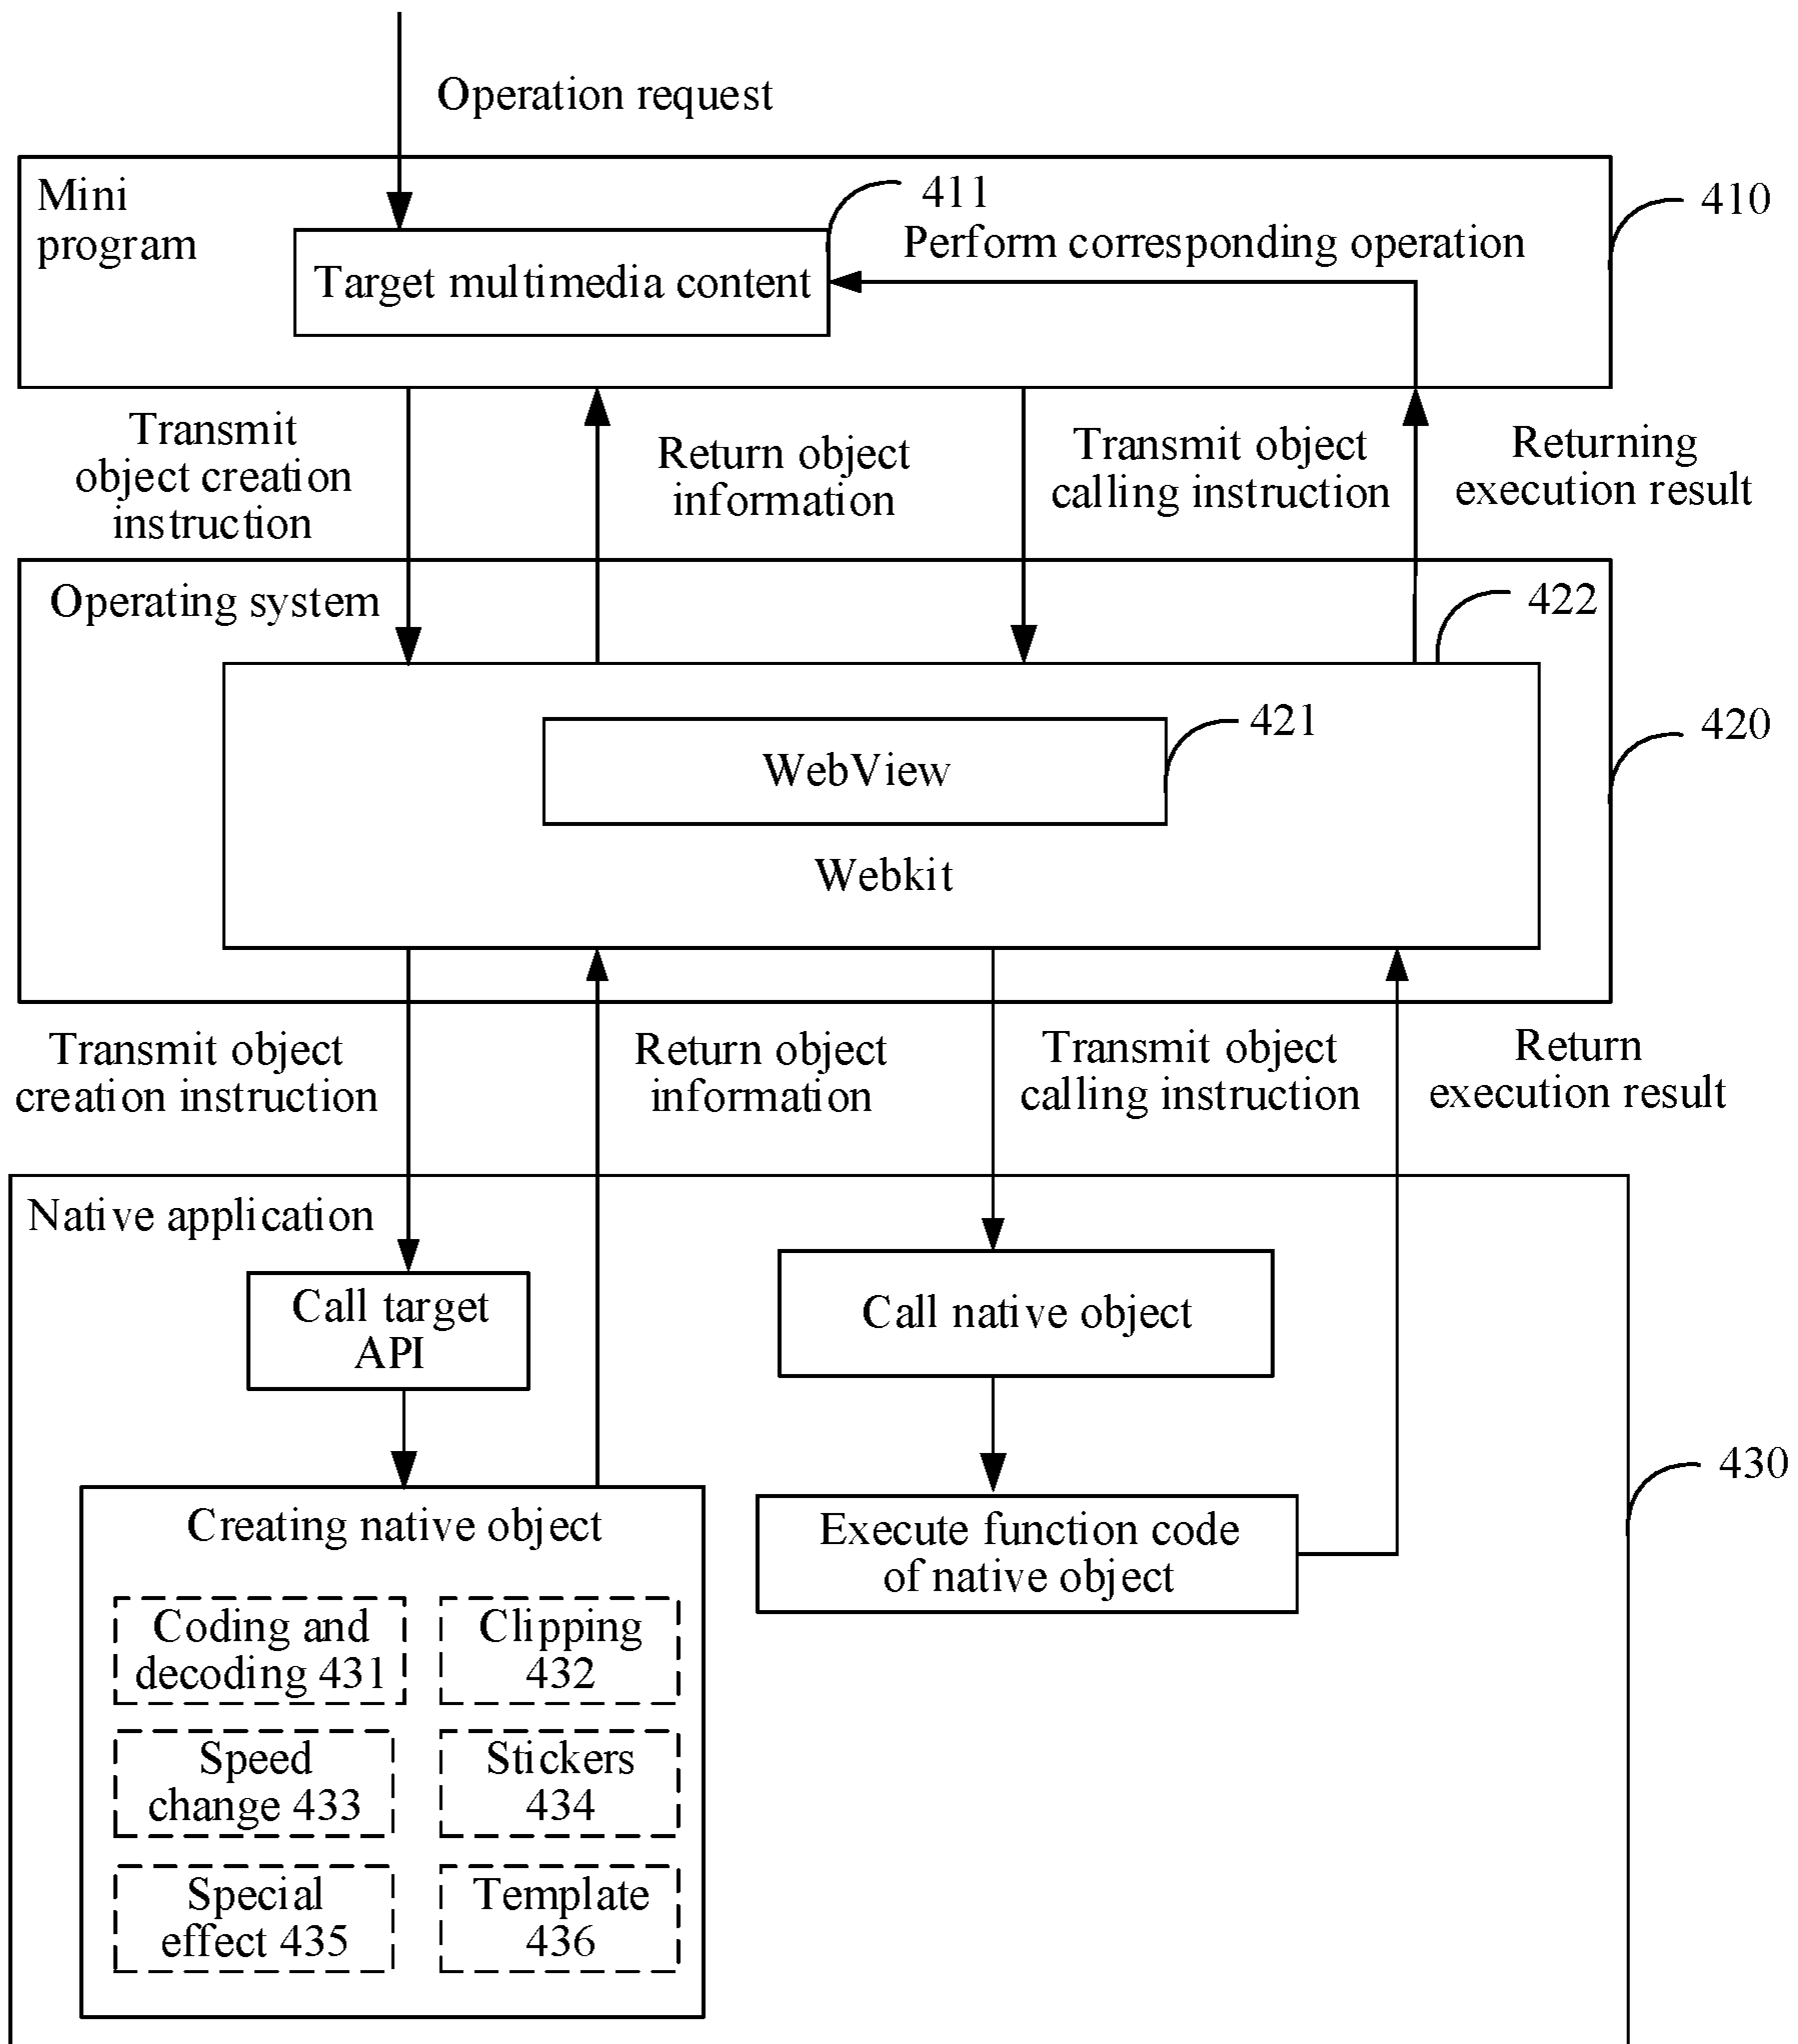 Operation request
Mini
program
411
410
Perform corresponding operation
Target multimedia content
Transmit
object creation
instruction
Return object
information
Transmit object
calling instruction
Returning
execution result
Operating system
422
421
420
WebView
Webkit
Transmit object
creation instruction
Return object
information
Transmit object
calling instruction
Return
execution result
Native application
Call target
API
Call native object
430
Creating native object
Execute function code
of native object
Coding and
decoding 431
Clipping
432
Speed
change 433
Stickers
434
Special
effect 435
Template
436